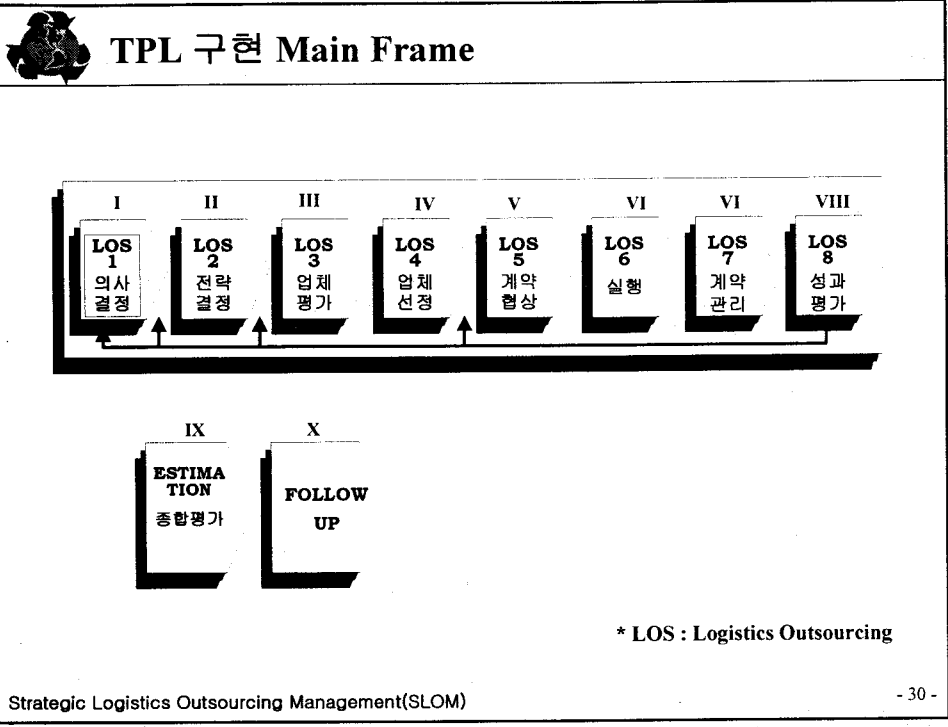 TPL 구현 Main Frame
I II III IV V VI VI VIII
LOS
1
의사
결정
LOS
2
전략
결정
LOS
3
업체
평가
LOS
4
업체
선정
LOS
5
계약
협상
LOS
6
실행
LOS
7
계약
관리
LOS
8
성과
평가
IX
ESTIMA
TION
종합평가
X
FOLLOW
UP
* LOS : Logistics Outsourcing
Strategic Logistics Outsourcing Management(SLOM)
- 30 -